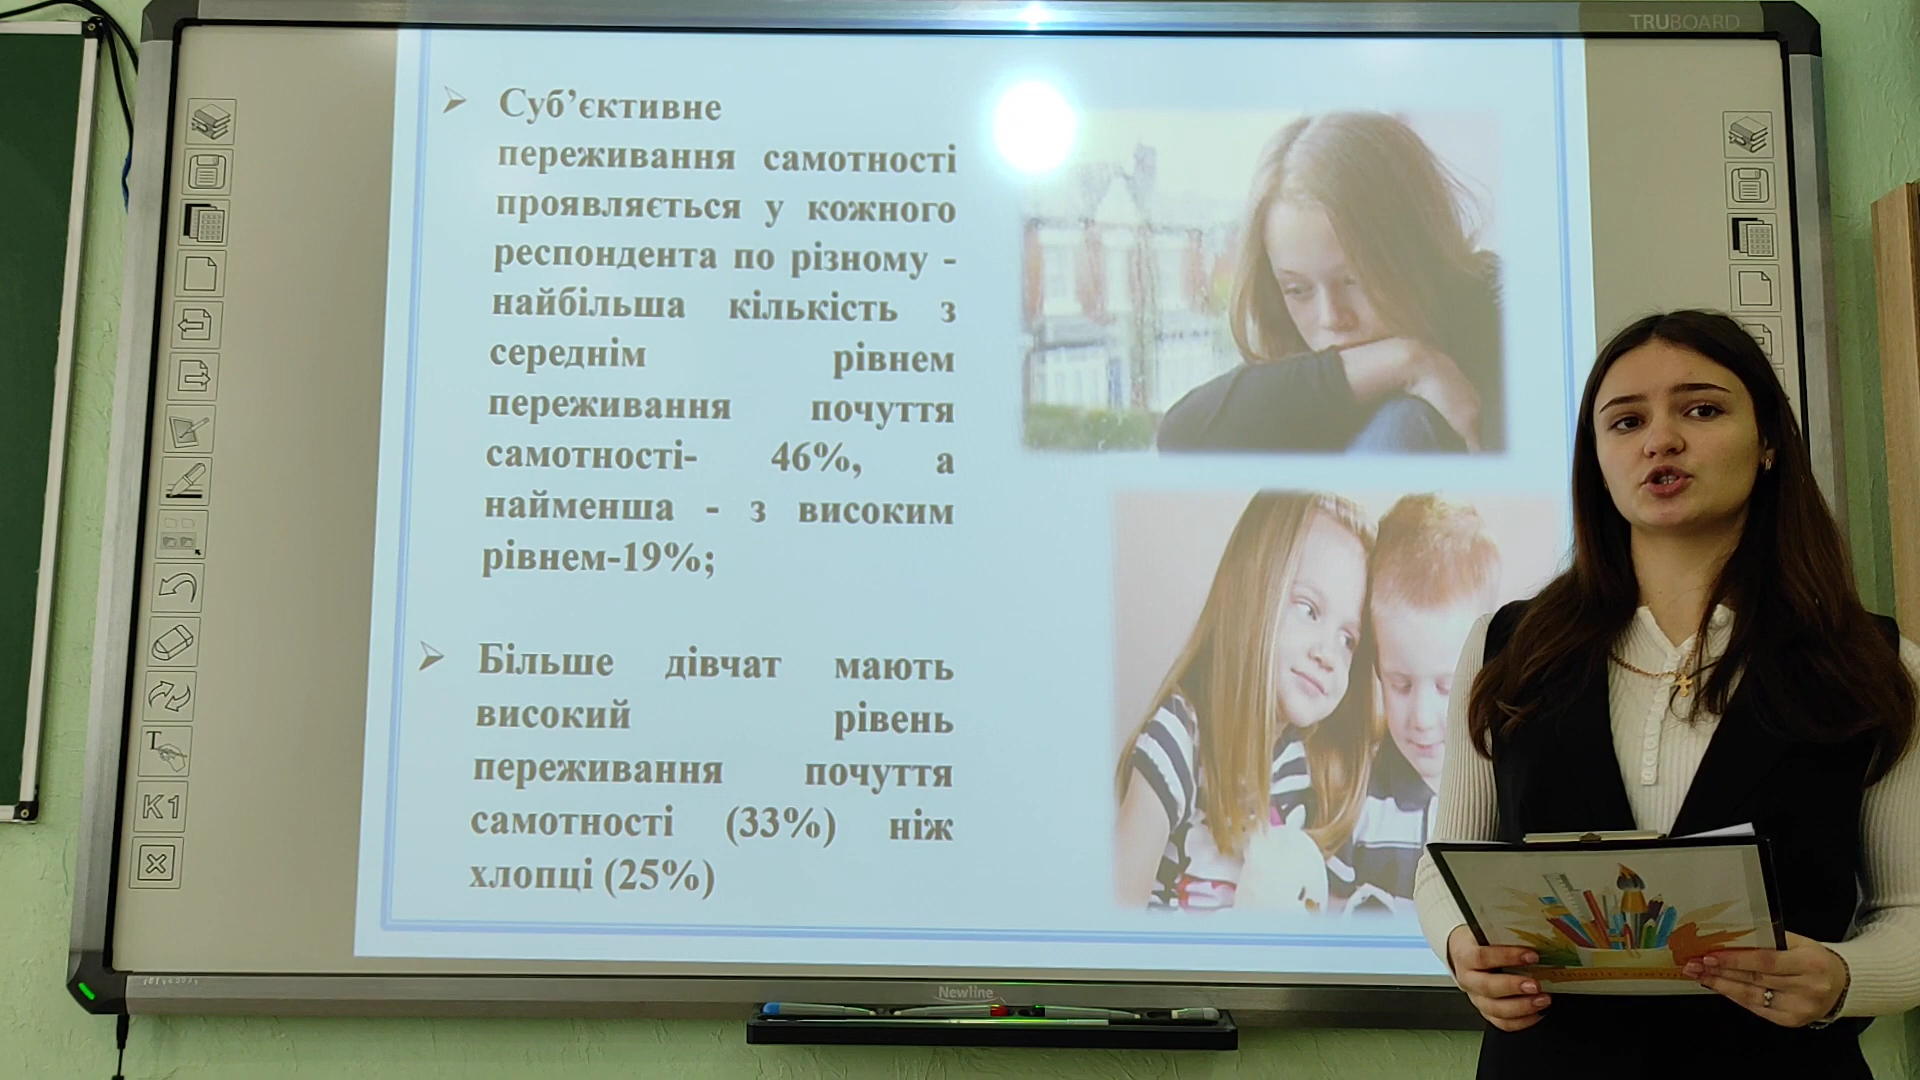 TRUBOARD
Суб’єктивне
переживання самотності
проявляється у кожного
респондента по різному -
найбільша кількість з
середнім рівнем
переживання почуття
самотності- 46%, а
найменша - з високим
рівнем-19%;
Більше дівчат мають
високий рівень
переживання почуття
самотності (33%) ніж
хлопці (25%)
T
K1
Newline